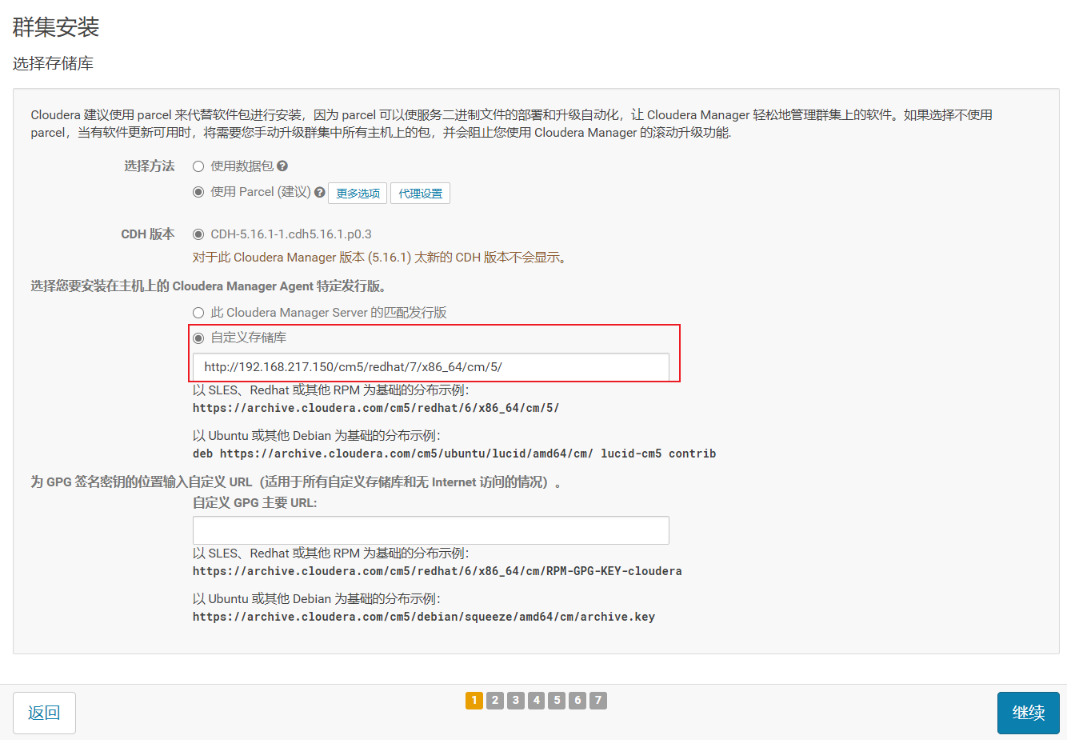 群集安装
选择存储库
Cloudera 建议使用 parcel 来代替软件包进行安装，因为 parcel 可以使服务二进制文件的部署和升级自动化，让 Cloudera Manager 轻松地管理群集上的软件。如果选择不使用
parcel，当有软件更新可用时，将需要您手动升级群集中所有主机上的包，并会阻止您使用 Cloudera Manager 的滚动升级功能.
选择方法 使用数据包 ?
使用 Parcel (建议) ? 更多选项 代理设置
CDH 版本 CDH-5.16.1-1.cdh5.16.1.p0.3
对于此 Cloudera Manager 版本 (5.16.1) 太新的 CDH 版本不会显示。
选择您要安装在主机上的 Cloudera Manager Agent 特定发行版。
此 Cloudera Manager Server 的匹配发行版
自定义存储库
http://192.168.217.150/cm5/redhat/7/x86_64/cm/5/
以 SLES、Redhat 或其他 RPM 为基础的分布示例：
https://archive.cloudera.com/cm5/redhat/6/x86_64/cm/5/
以 Ubuntu 或其他 Debian 为基础的分布示例：
deb https://archive.cloudera.com/cm5/ubuntu/lucid/amd64/cm/ lucid-cm5 contrib
为 GPG 签名密钥的位置输入自定义 URL（适用于所有自定义存储库和无 Internet 访问的情况）。
自定义 GPG 主要 URL:
以 SLES、Redhat 或其他 RPM 为基础的分布示例：
https://archive.cloudera.com/cm5/redhat/6/x86_64/cm/RPM-GPG-KEY-cloudera
以 Ubuntu 或其他 Debian 为基础的分布示例：
https://archive.cloudera.com/cm5/debian/squeeze/amd64/cm/archive.key
返回 1 2 3 4 5 6 7 继续